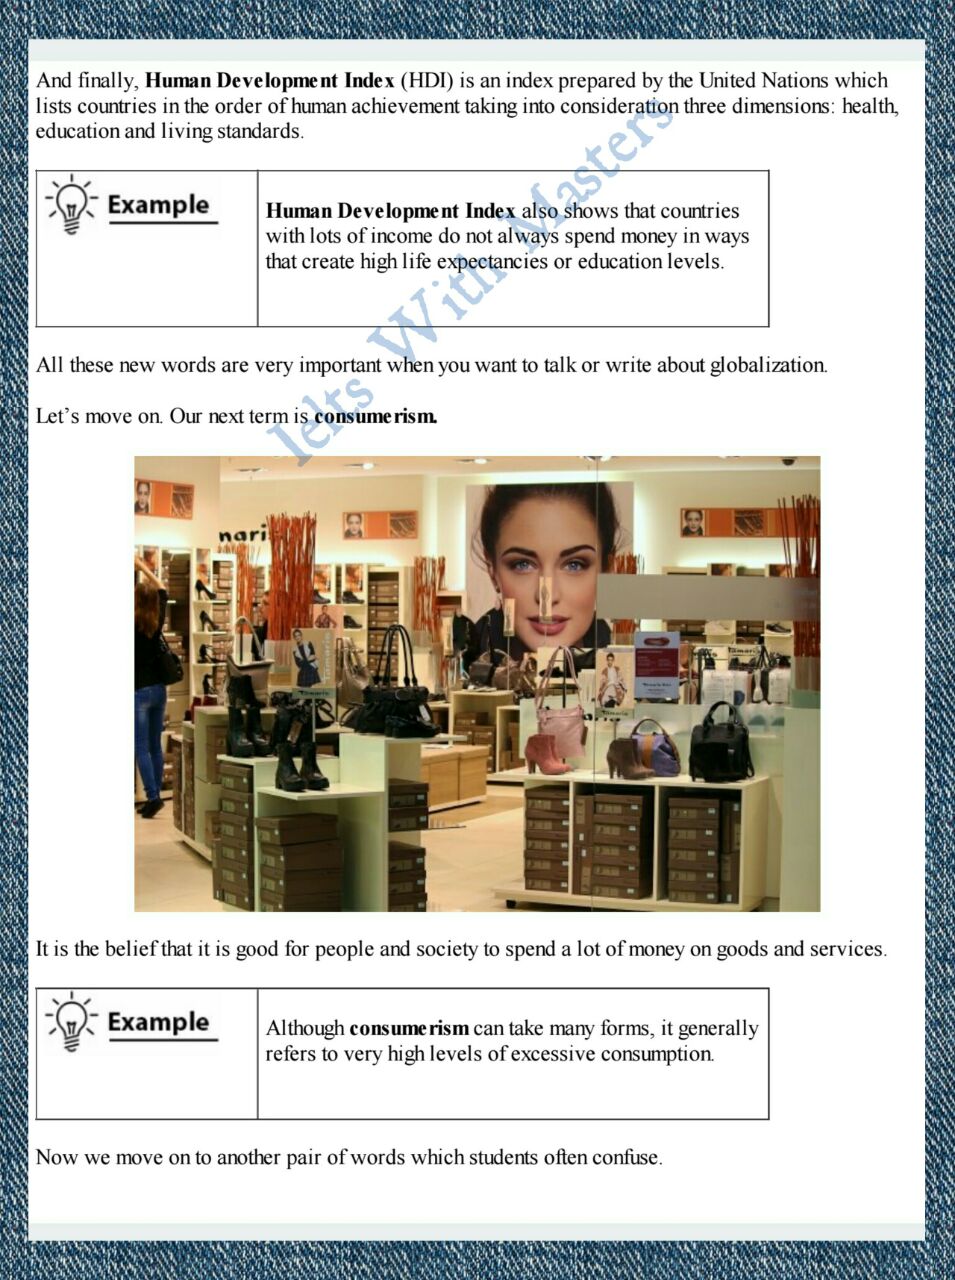 And finally, Human Development Index (HDI) is an index prepared by the United Nations which
lists countries in the order of human achievement taking into consideration three dimensions: health,
education and living standards.
Example
Human Development Index also shows that countries
with lots of income do not always spend money in ways
that create high life expectancies or education levels.
Ielts With Masters
All these new words are very important when you want to talk or write about globalization.
Let's move on. Our next term is consumerism.
Tamaris
Tamaris
Tamaris
It is the belief that it is good for people and society to spend a lot of money on goods and services.
Example
Although consumerism can take many forms, it generally
refers to very high levels of excessive consumption.
Now we move on to another pair of words which students often confuse.